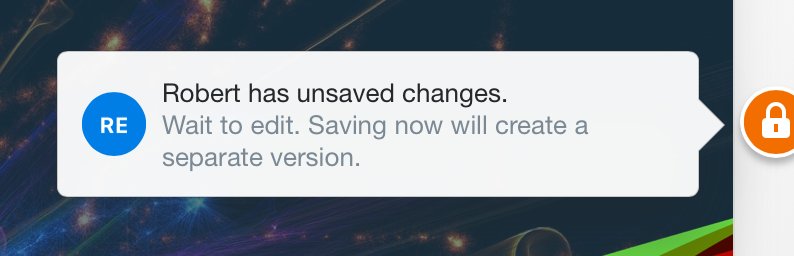 RE
Robert has unsaved changes.
Wait to edit. Saving now will create a
separate version.